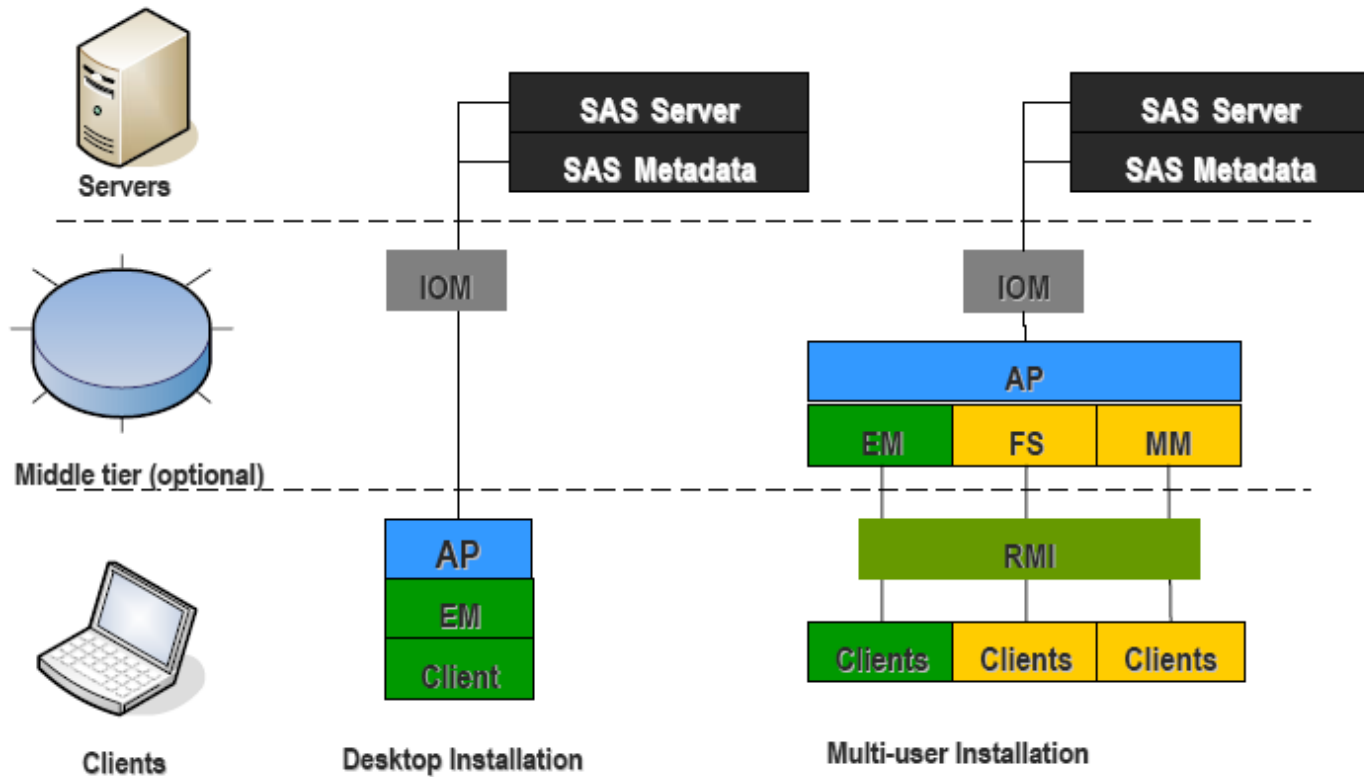 SAS Server
SAS Server
SAS Metadata
SAS Metadata
Servers
IOM
IOM
AP
EM
FS
MM
Middle tier (optional)
AP
RMI
EM
Client
Clients
Clients
Clients
Clients
Desktop Installation
Multi-user Installation